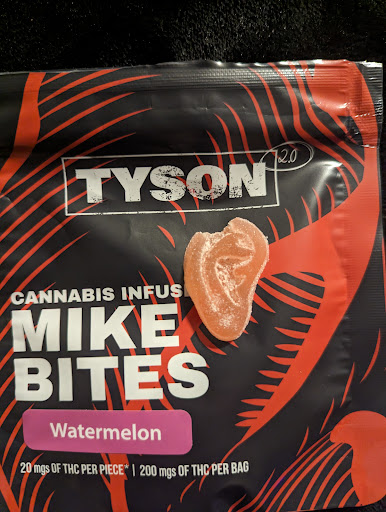 TYSON
2.0
CANNABIS INFUS
MIKE
BITES
Watermelon
20 mgs OF THC PER PIECE* | 200 mgs OF THC PER BAG